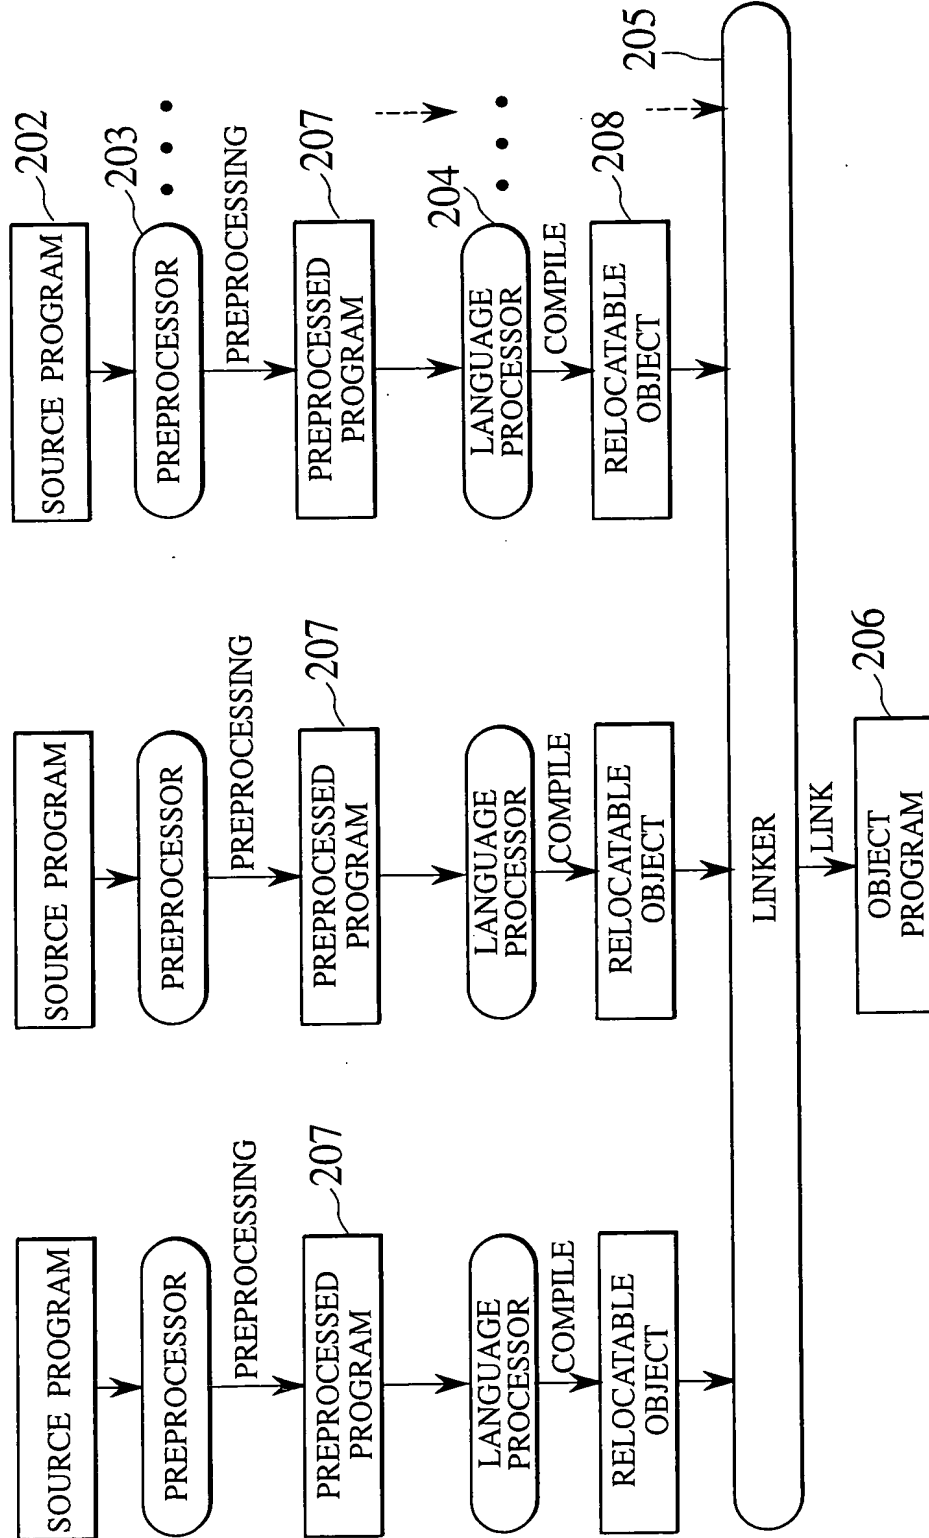 SOURCE PROGRAM
SOURCE PROGRAM
SOURCE PROGRAM
202
PREPROCESSOR
PREPROCESSOR
PREPROCESSOR
203
PREPROCESSING
PREPROCESSING
PREPROCESSING
PREPROCESSED
PROGRAM
207
PREPROCESSED
PROGRAM
207
PREPROCESSED
PROGRAM
207
LANGUAGE
PROCESSOR
LANGUAGE
PROCESSOR
LANGUAGE
PROCESSOR
204
COMPILE
COMPILE
COMPILE
RELOCATABLE
OBJECT
RELOCATABLE
OBJECT
RELOCATABLE
OBJECT
208
LINKER
205
LINK
OBJECT
PROGRAM
206